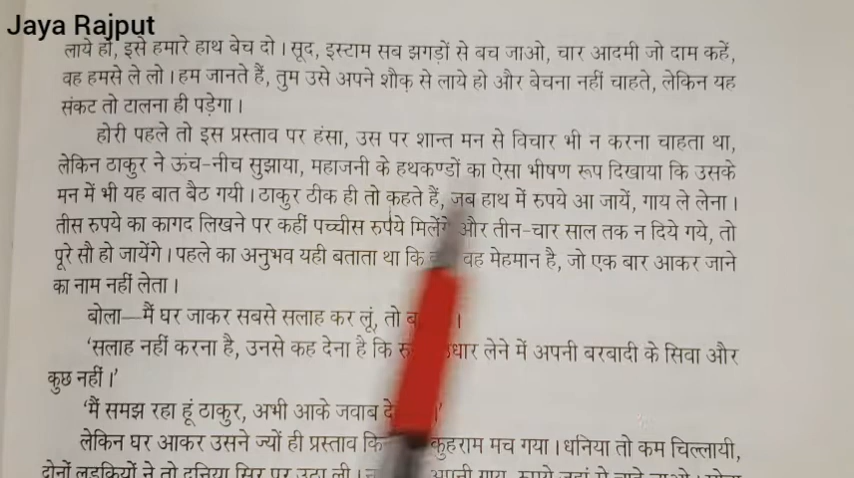 Jaya Rajput
लाये हो, इसे हमारे हाथ बेच दो। सूद, इस्टाम सब झगड़ों से बच जाओ, चार आदमी जो दाम कहें,
वह हमसे ले लो। हम जानते हैं, तुम उसे अपने शौक़ से लाये हो और बेचना नहीं चाहते, लेकिन यह
संकट तो टालना ही पड़ेगा।
होरी पहले तो इस प्रस्ताव पर हंसा, उस पर शान्त मन से विचार भी न करना चाहता था,
लेकिन ठाकुर ने ऊंच-नीच सुझाया, महाजनी के हथकण्डों का ऐसा भीषण रूप दिखाया कि उसके
मन में भी यह बात बैठ गयी। ठाकुर ठीक ही तो कहते हैं, जब हाथ में रुपये आ जायें, गाय ले लेना।
तीस रुपये का कागद लिखने पर कहीं पच्चीस रुपये मिलेंगे और तीन-चार साल तक न दिये गये, तो
पूरे सौ हो जायेंगे। पहले का अनुभव यही बताता था कि वह मेहमान है, जो एक बार आकर जाने
का नाम नहीं लेता।
बोला—मैं घर जाकर सबसे सलाह कर लूं, तो
‘सलाह नहीं करना है, उनसे कह देना है कि लेने में अपनी बरबादी के सिवा और
कुछ नहीं।’
‘मैं समझ रहा हूं ठाकुर, अभी आके जवाब
लेकिन घर आकर उसने ज्यों ही प्रस्ताव कुहराम मच गया। धनिया तो कम चिल्लायी,
दोनों लड़कियों ने तो दुनिया सिर पर उठा ली। अपनी गाय,